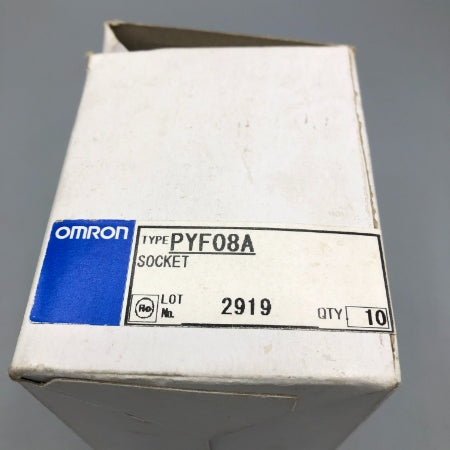 OMRON
TYPE PYF08A
SOCKET
LOT No. 2919 QTY 10